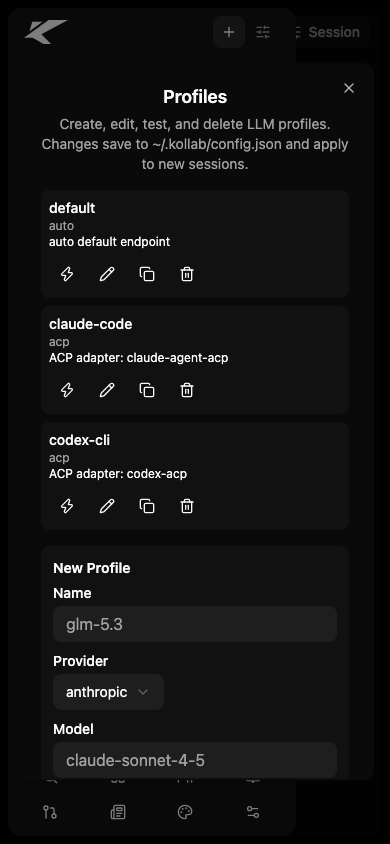 Session
Profiles
Create, edit, test, and delete LLM profiles.
Changes save to ~/.kollab/config.json and apply
to new sessions.
default
auto
auto default endpoint
claude-code
acp
ACP adapter: claude-agent-acp
codex-cli
acp
ACP adapter: codex-acp
New Profile
Name
glm-5.3
Provider
anthropic
Model
claude-sonnet-4-5